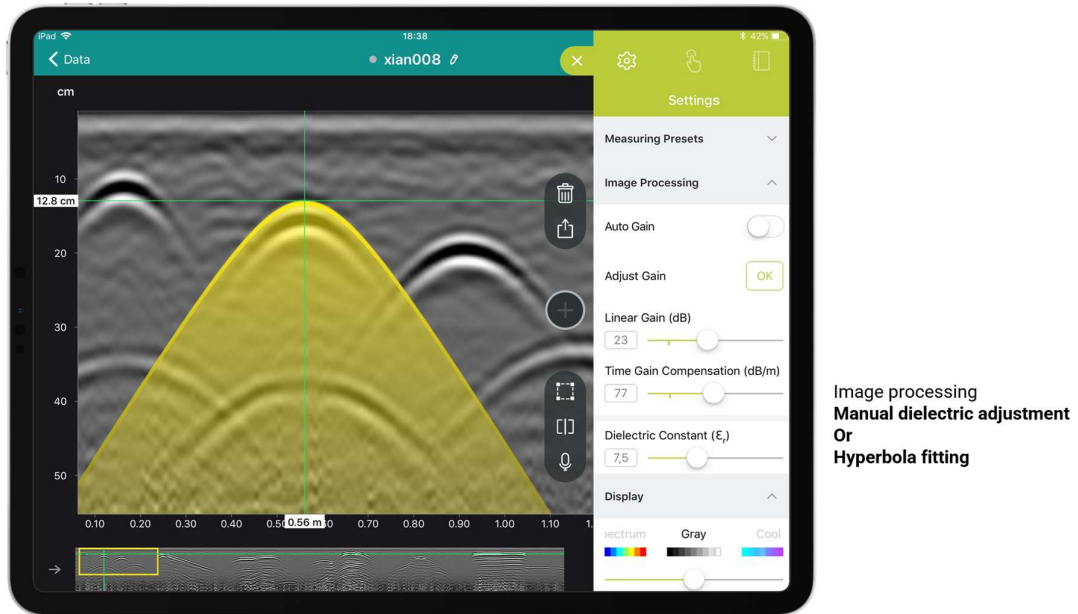 iPad 18:38 42%
Data
xian008
Settings
cm
10
12.8 cm
20
30
40
50
0.10 0.20 0.30 0.40 0.56 m 0.70 0.80 0.90 1.00 1.10
Measuring Presets
Image Processing
Auto Gain
Adjust Gain OK
Linear Gain (dB)
23
Time Gain Compensation (dB/m)
77
Dielectric Constant (Ɛr)
7,5
Display
Gray Cool
Image processing
Manual dielectric adjustment
Or
Hyperbola fitting